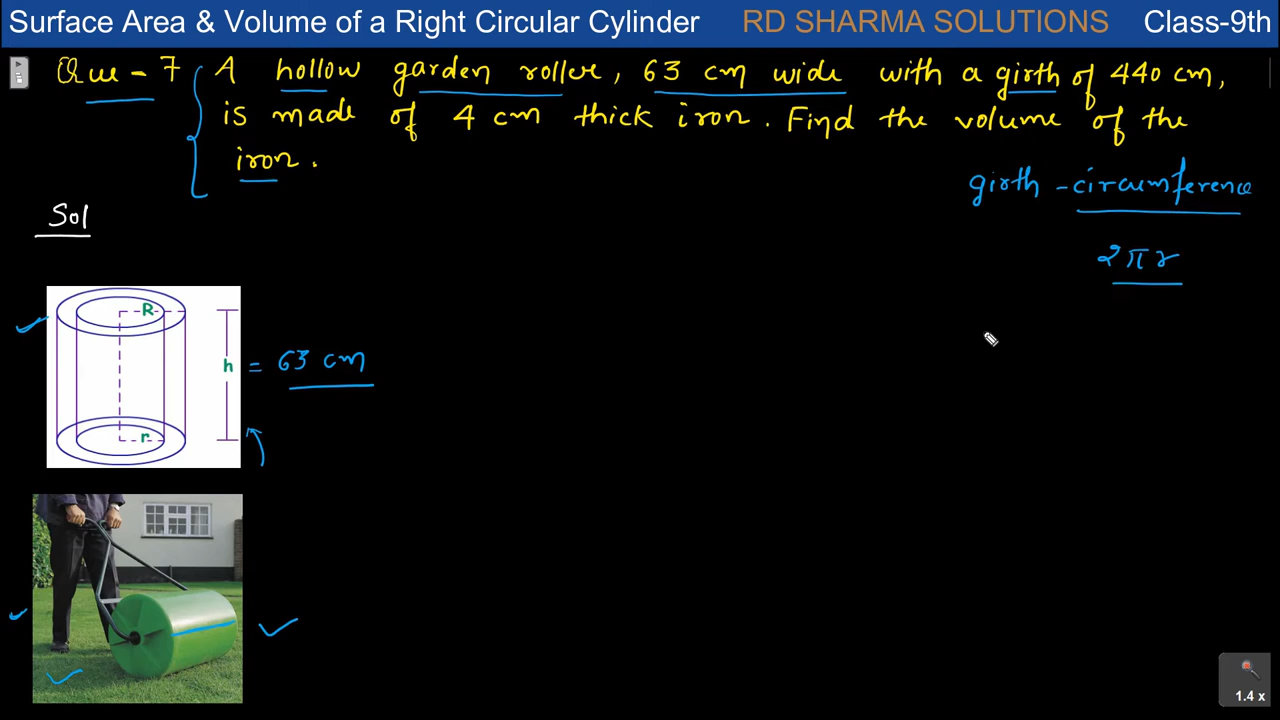 Surface Area & Volume of a Right Circular Cylinder RD SHARMA SOLUTIONS Class-9th
Que - 7 A hollow garden roller, 63 cm wide with a girth of 440 cm,
is made of 4 cm thick iron. Find the volume of the
iron.
girth - circumference
Sol
2πr
R
h = 63 cm
r
1.4 x